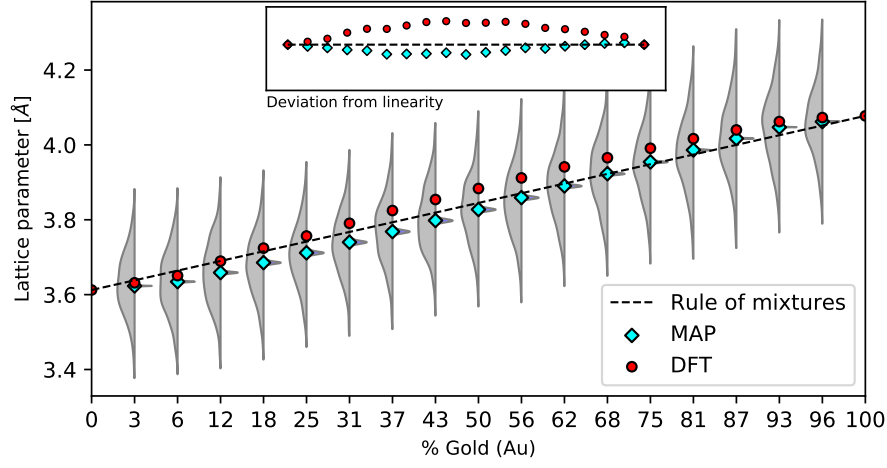 Deviation from linearity
Lattice parameter [Å]
4.2
4.0
3.8
3.6
3.4
Rule of mixtures
MAP
DFT
0 3 6 12 18 25 31 37 43 50 56 62 68 75 81 87 93 96 100
% Gold (Au)